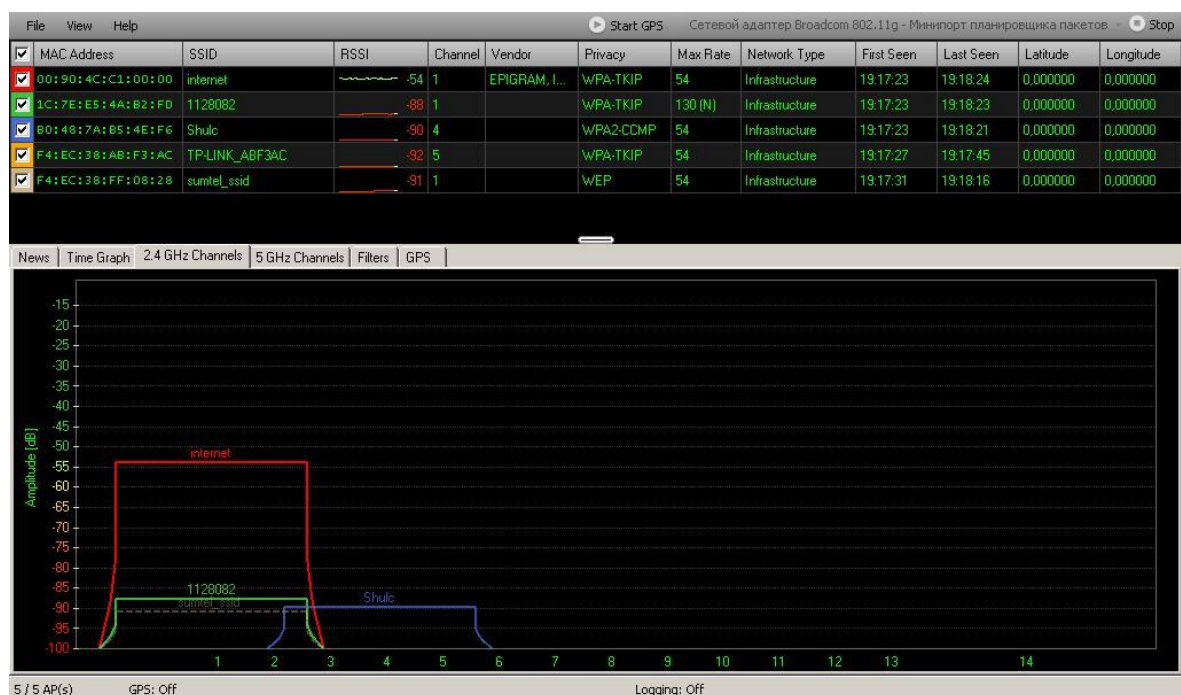 File View Help Start GPS Сетевой адаптер Broadcom 802.11g - Минипорт планировщика пакетов Stop
MAC Address SSID RSSI Channel Vendor Privacy Max Rate Network Type First Seen Last Seen Latitude Longitude
00:90:4C:C1:00:00 internet -54 1 EPIGRAM, I... WPA-TKIP 54 Infrastructure 19:17:23 19:18:24 0,000000 0,000000
1C:7E:E5:4A:B2:FD 1128082 -88 1 WPA-TKIP 130 (N) Infrastructure 19:17:23 19:18:23 0,000000 0,000000
B0:48:7A:B5:4E:F6 Shulc -90 4 WPA2-CCMP 54 Infrastructure 19:17:23 19:18:21 0,000000 0,000000
F4:EC:38:AB:F3:AC TP-LINK_ABF3AC -92 5 WPA-TKIP 54 Infrastructure 19:17:27 19:17:45 0,000000 0,000000
F4:EC:38:FF:08:28 sumtel_ssid -91 1 WEP 54 Infrastructure 19:17:31 19:18:16 0,000000 0,000000
News Time Graph 2.4 GHz Channels 5 GHz Channels Filters GPS
Amplitude [dB]
-15
-20
-25
-30
-35
-40
-45
-50
-55
-60
-65
-70
-75
-80
-85
-90
-95
-100
internet
1128082
sumtel_ssid
Shulc
1 2 3 4 5 6 7 8 9 10 11 12 13 14
5 / 5 AP(s) GPS: Off Logging: Off